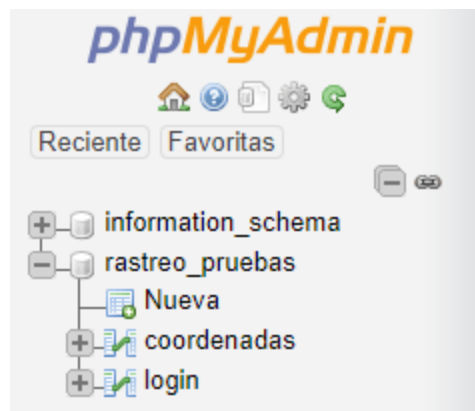 phpMyAdmin
Reciente Favoritas
information_schema
rastreo_pruebas
Nueva
coordenadas
login